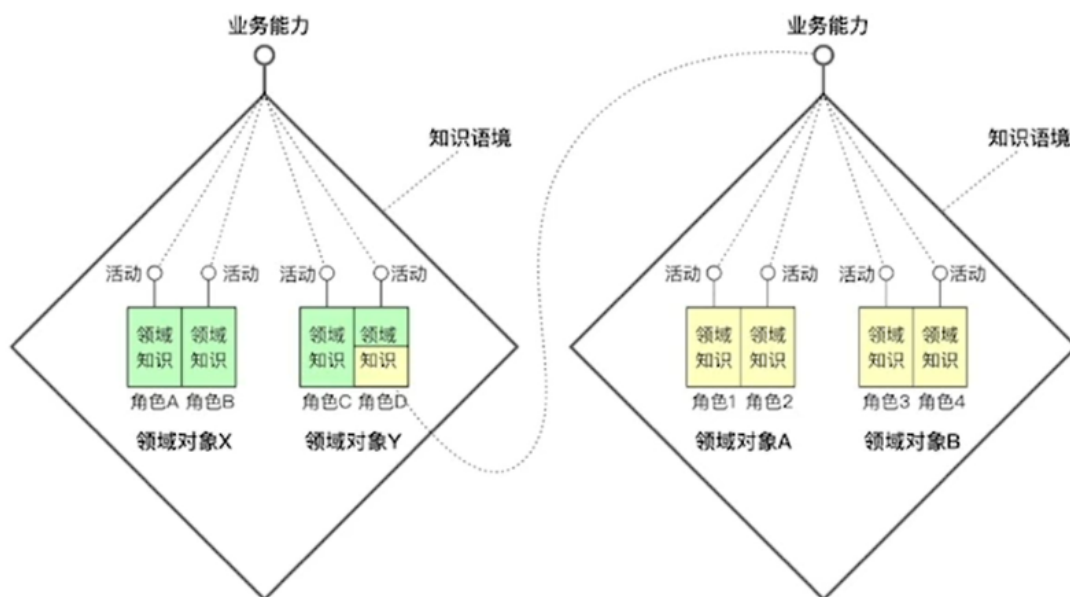 业务能力
业务能力
知识语境
知识语境
活动 活动 活动 活动
活动 活动 活动 活动
领域 领域 领域 领域
知识 知识 知识 知识
领域 领域 领域 领域
知识 知识 知识 知识
角色A 角色B 角色C 角色D
角色1 角色2 角色3 角色4
领域对象X 领域对象Y
领域对象A 领域对象B